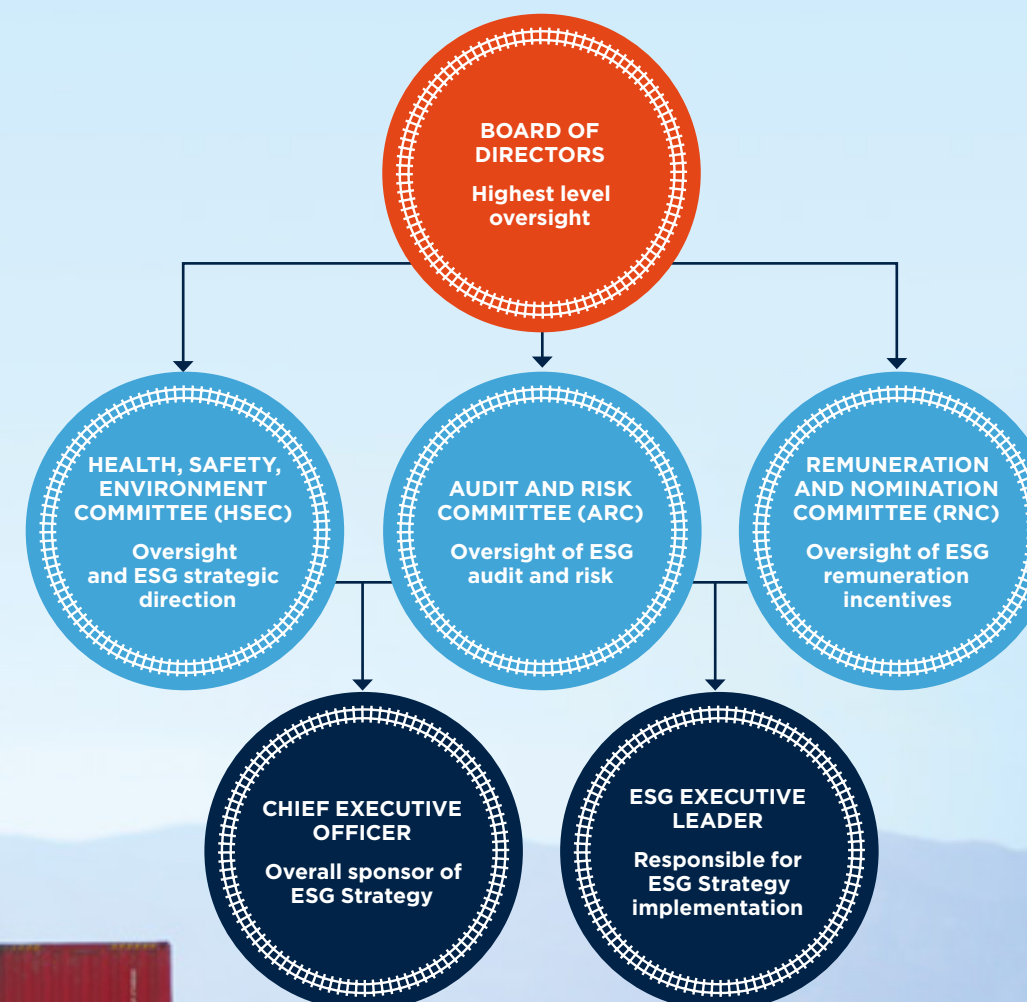 BOARD OF
DIRECTORS
Highest level
oversight
HEALTH, SAFETY,
ENVIRONMENT
COMMITTEE (HSEC)
Oversight
and ESG strategic
direction
AUDIT AND RISK
COMMITTEE (ARC)
Oversight of ESG
audit and risk
REMUNERATION
AND NOMINATION
COMMITTEE (RNC)
Oversight of ESG
remuneration
incentives
CHIEF EXECUTIVE
OFFICER
Overall sponsor of
ESG Strategy
ESG EXECUTIVE
LEADER
Responsible for
ESG Strategy
implementation